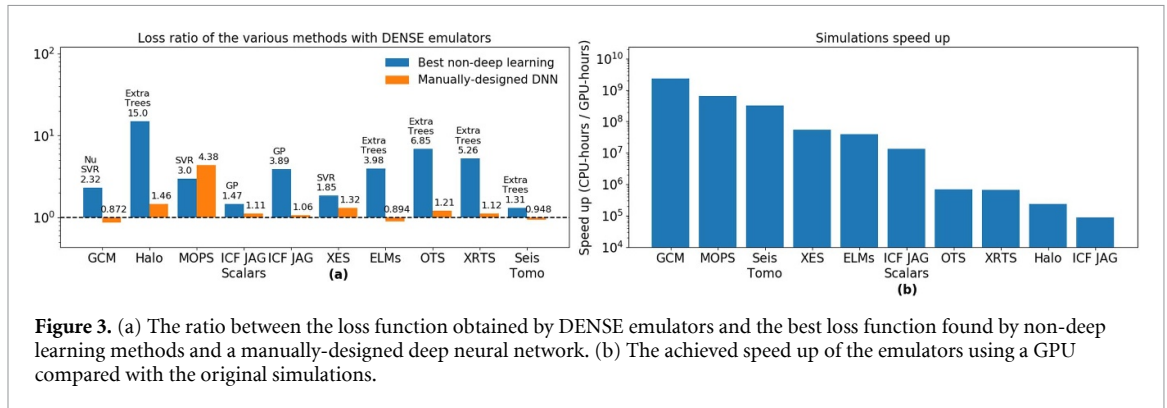 Loss ratio of the various methods with DENSE emulators
10²
10¹
10⁰
Best non-deep learning
Manually-designed DNN
Nu
SVR
2.32
0.872
Extra
Trees
15.0
1.46
SVR
3.0
4.38
GP
1.47
1.11
GP
3.89
1.06
SVR
1.85
1.32
Extra
Trees
3.98
0.894
Extra
Trees
6.85
1.21
Extra
Trees
5.26
1.12
Extra
Trees
1.31
0.948
GCM Halo MOPS ICF JAG ICF JAG XES ELMs OTS XRTS Seis
Scalars (a) Tomo
Simulations speed up
Speed up (CPU-hours / GPU-hours)
10¹⁰
10⁹
10⁸
10⁷
10⁶
10⁵
10⁴
GCM MOPS Seis XES ELMs ICF JAG OTS XRTS Halo ICF JAG
Tomo Scalars
(b)
Figure 3. (a) The ratio between the loss function obtained by DENSE emulators and the best loss function found by non-deep
learning methods and a manually-designed deep neural network. (b) The achieved speed up of the emulators using a GPU
compared with the original simulations.